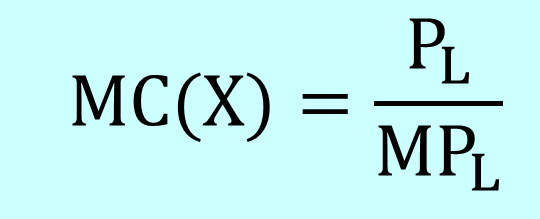 MC(X) = P_L / MP_L